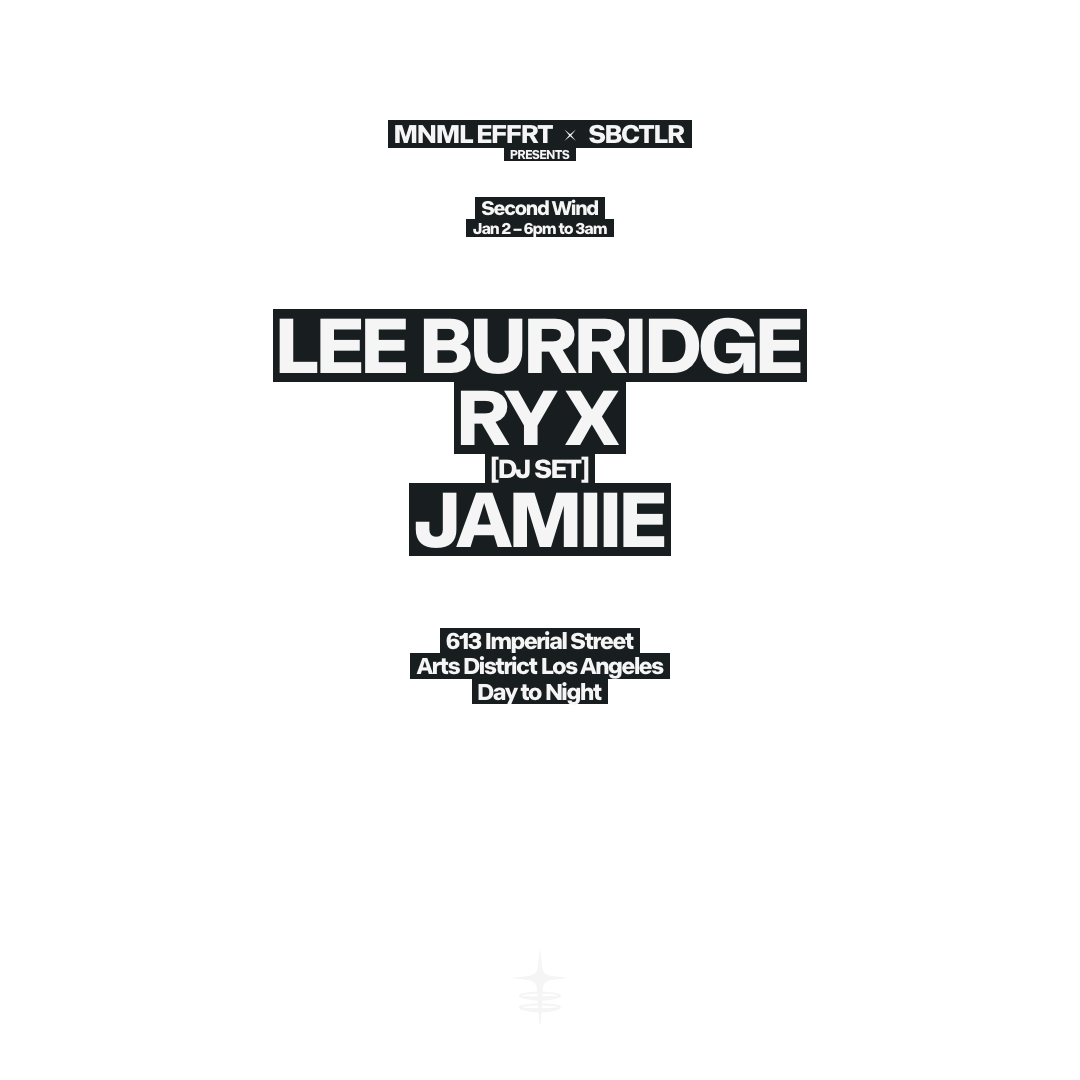 MNML EFFRT × SBCTLR
PRESENTS
Second Wind
Jan 2 – 6pm to 3am
LEE BURRIDGE
RY X
[DJ SET]
JAMIIE
613 Imperial Street
Arts District Los Angeles
Day to Night